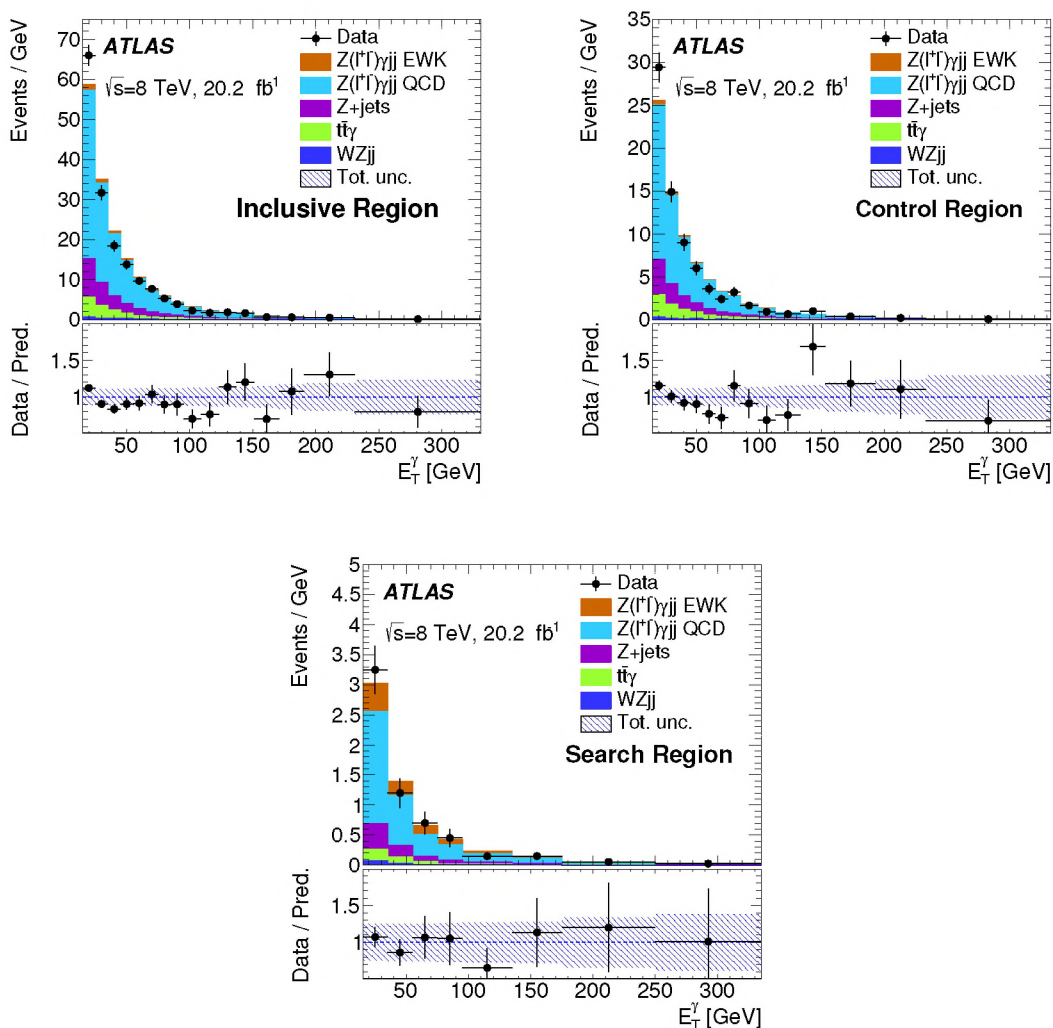 Events / GeV
70
60
50
40
30
20
10
0
ATLAS
√s=8 TeV, 20.2 fb⁻¹
Data
Z(l⁺l⁻)γjj EWK
Z(l⁺l⁻)γjj QCD
Z+jets
tt̄γ
WZjj
Tot. unc.
Inclusive Region
Data / Pred.
1.5
1
50 100 150 200 250 300
E_T^γ [GeV]
Events / GeV
35
30
25
20
15
10
5
0
ATLAS
√s=8 TeV, 20.2 fb⁻¹
Data
Z(l⁺l⁻)γjj EWK
Z(l⁺l⁻)γjj QCD
Z+jets
tt̄γ
WZjj
Tot. unc.
Control Region
Data / Pred.
1.5
1
50 100 150 200 250 300
E_T^γ [GeV]
Events / GeV
5
4.5
4
3.5
3
2.5
2
1.5
1
0.5
0
ATLAS
√s=8 TeV, 20.2 fb⁻¹
Data
Z(l⁺l⁻)γjj EWK
Z(l⁺l⁻)γjj QCD
Z+jets
tt̄γ
WZjj
Tot. unc.
Search Region
Data / Pred.
1.5
1
50 100 150 200 250 300
E_T^γ [GeV]